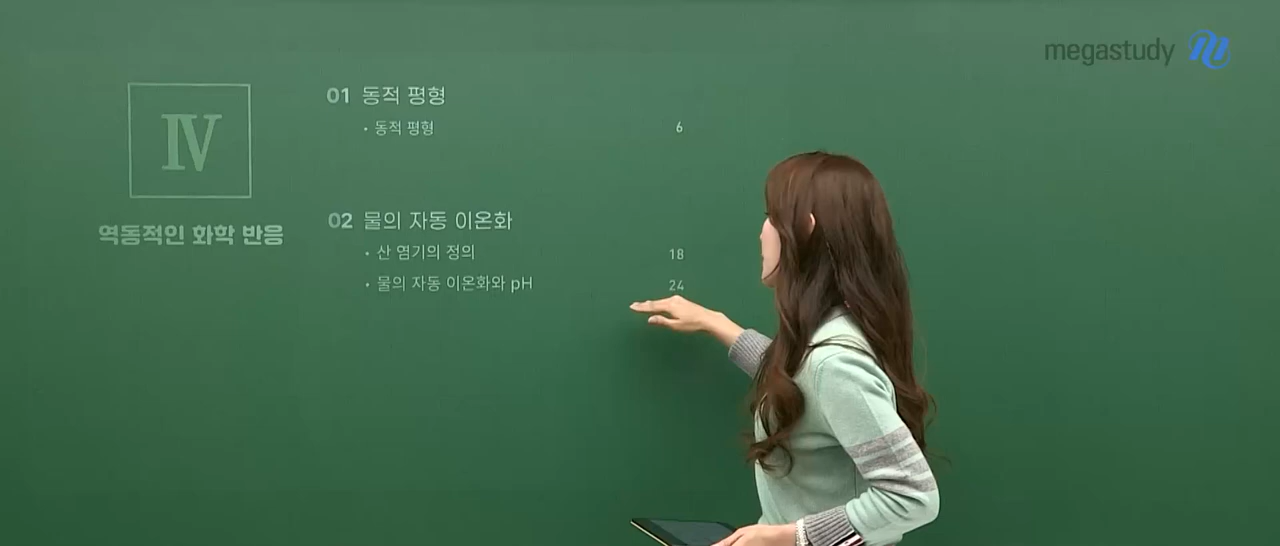 megastudy
IV
역동적인 화학 반응
01 동적 평형
• 동적 평형 6
02 물의 자동 이온화
• 산 염기의 정의 18
• 물의 자동 이온화와 pH 24